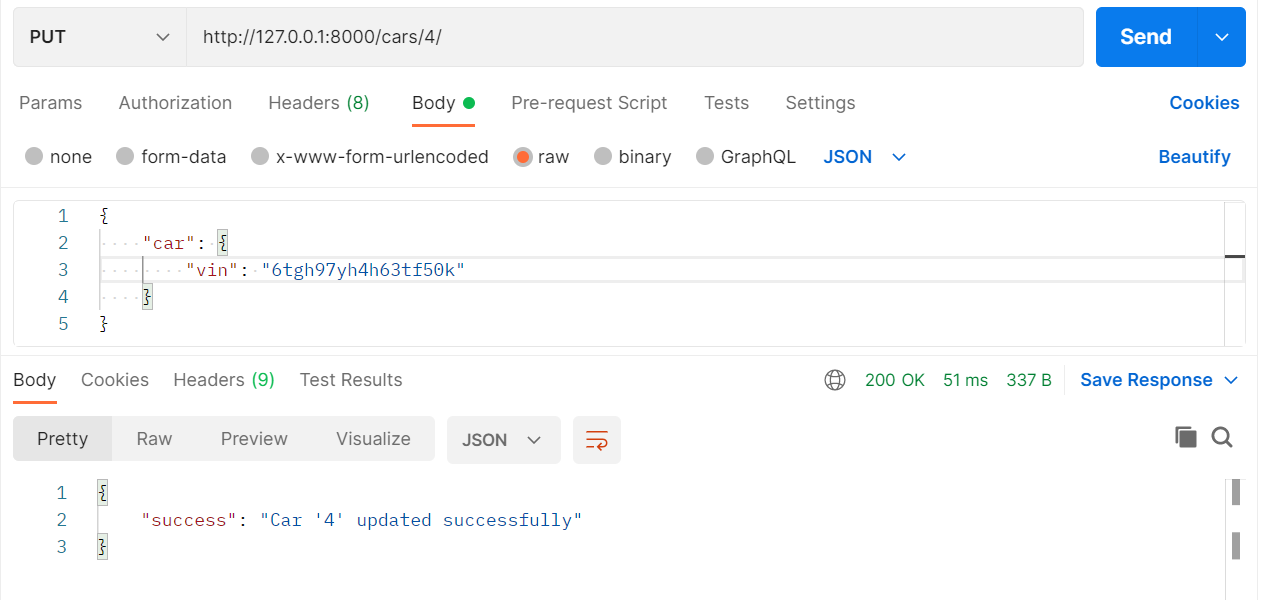 PUT http://127.0.0.1:8000/cars/4/ Send
Params Authorization Headers (8) Body Pre-request Script Tests Settings Cookies
none form-data x-www-form-urlencoded raw binary GraphQL JSON Beautify
1 {
2 "car": {
3 "vin": "6tgh97yh4h63tf50k"
4 }
5 }
Body Cookies Headers (9) Test Results 200 OK 51 ms 337 B Save Response
Pretty Raw Preview Visualize JSON
1 {
2 "success": "Car '4' updated successfully"
3 }